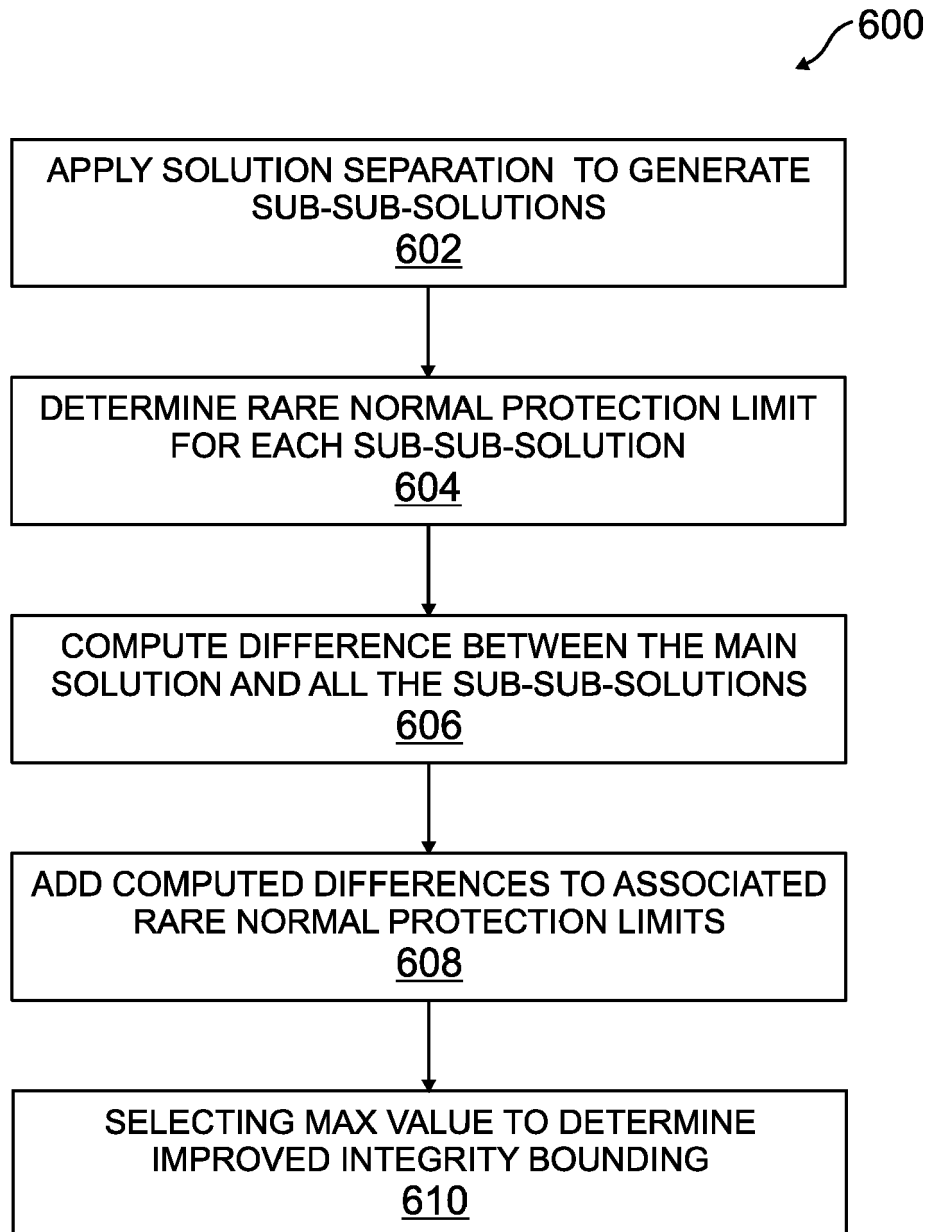 600
APPLY SOLUTION SEPARATION TO GENERATE
SUB-SUB-SOLUTIONS
602
DETERMINE RARE NORMAL PROTECTION LIMIT
FOR EACH SUB-SUB-SOLUTION
604
COMPUTE DIFFERENCE BETWEEN THE MAIN
SOLUTION AND ALL THE SUB-SUB-SOLUTIONS
606
ADD COMPUTED DIFFERENCES TO ASSOCIATED
RARE NORMAL PROTECTION LIMITS
608
SELECTING MAX VALUE TO DETERMINE
IMPROVED INTEGRITY BOUNDING
610